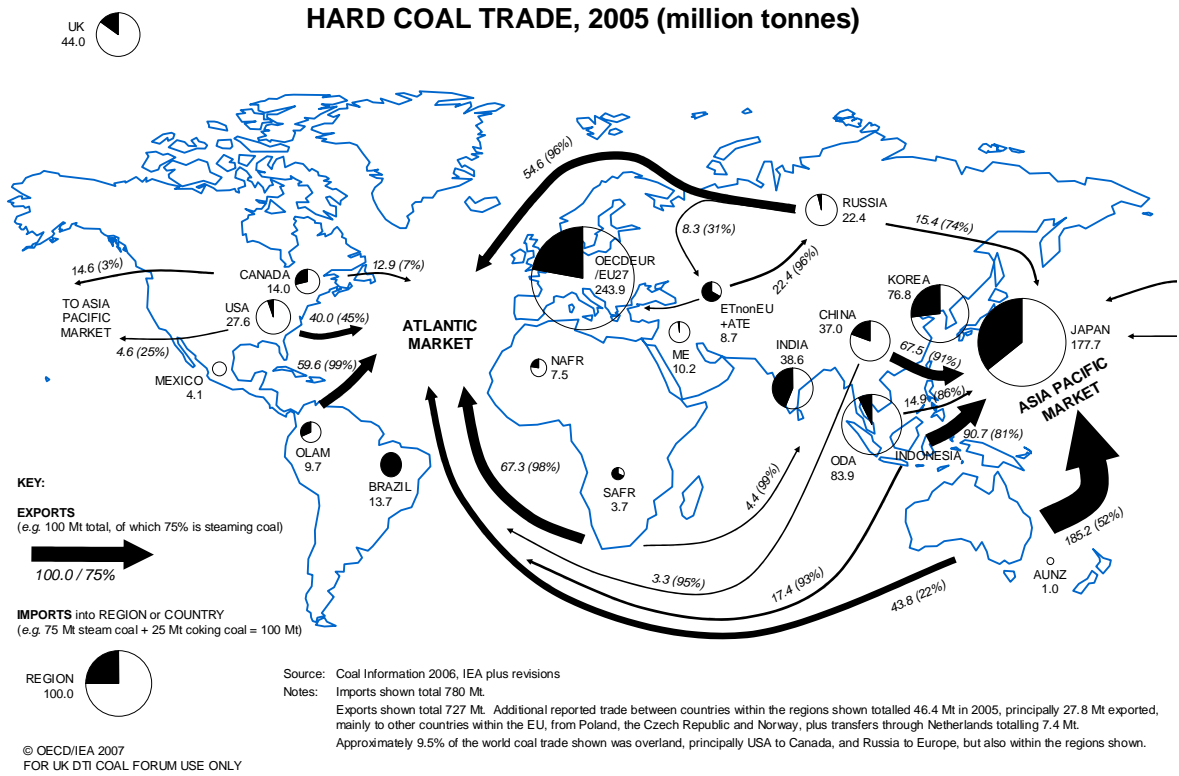 HARD COAL TRADE, 2005 (million tonnes)
UK
44.0
54.6 (96%)
RUSSIA
22.4
15.4 (74%)
8.3 (31%)
OECDEUR
/EU27
243.9
22.4 (96%)
14.6 (3%)
CANADA
14.0
12.9 (7%)
KOREA
76.8
TO ASIA
PACIFIC
MARKET
USA
27.6
40.0 (45%)
ATLANTIC
MARKET
ETnonEU
+ATE
8.7
CHINA
37.0
JAPAN
177.7
4.6 (25%)
ME
10.2
INDIA
38.6
67.5 (91%)
59.6 (99%)
NAFR
7.5
MEXICO
4.1
14.9 (86%)
ASIA PACIFIC
MARKET
90.7 (81%)
INDONESIA
OLAM
9.7
ODA
83.9
67.3 (98%)
BRAZIL
13.7
SAFR
3.7
4.4 (99%)
185.2 (52%)
3.3 (95%)
17.4 (93%)
43.8 (22%)
AUNZ
1.0
KEY:
EXPORTS
(e.g. 100 Mt total, of which 75% is steaming coal)
100.0 / 75%
IMPORTS into REGION or COUNTRY
(e.g. 75 Mt steam coal + 25 Mt coking coal = 100 Mt)
REGION
100.0
Source: Coal Information 2006, IEA plus revisions
Notes: Imports shown total 780 Mt.
Exports shown total 727 Mt. Additional reported trade between countries within the regions shown totalled 46.4 Mt in 2005, principally 27.8 Mt exported,
mainly to other countries within the EU, from Poland, the Czech Republic and Norway, plus transfers through Netherlands totalling 7.4 Mt.
Approximately 9.5% of the world coal trade shown was overland, principally USA to Canada, and Russia to Europe, but also within the regions shown.
© OECD/IEA 2007
FOR UK DTI COAL FORUM USE ONLY